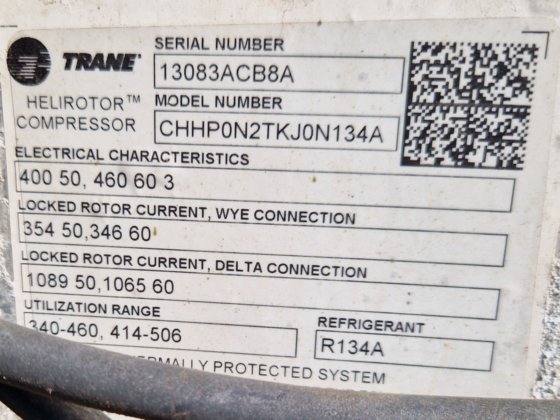 TRANE
SERIAL NUMBER
13083ACB8A
HELIROTOR™
COMPRESSOR
MODEL NUMBER
CHHP0N2TKJ0N134A
ELECTRICAL CHARACTERISTICS
400 50, 460 60 3
LOCKED ROTOR CURRENT, WYE CONNECTION
354 50,346 60
LOCKED ROTOR CURRENT, DELTA CONNECTION
1089 50,1065 60
UTILIZATION RANGE
340-460, 414-506
REFRIGERANT
R134A
PROTECTED SYSTEM